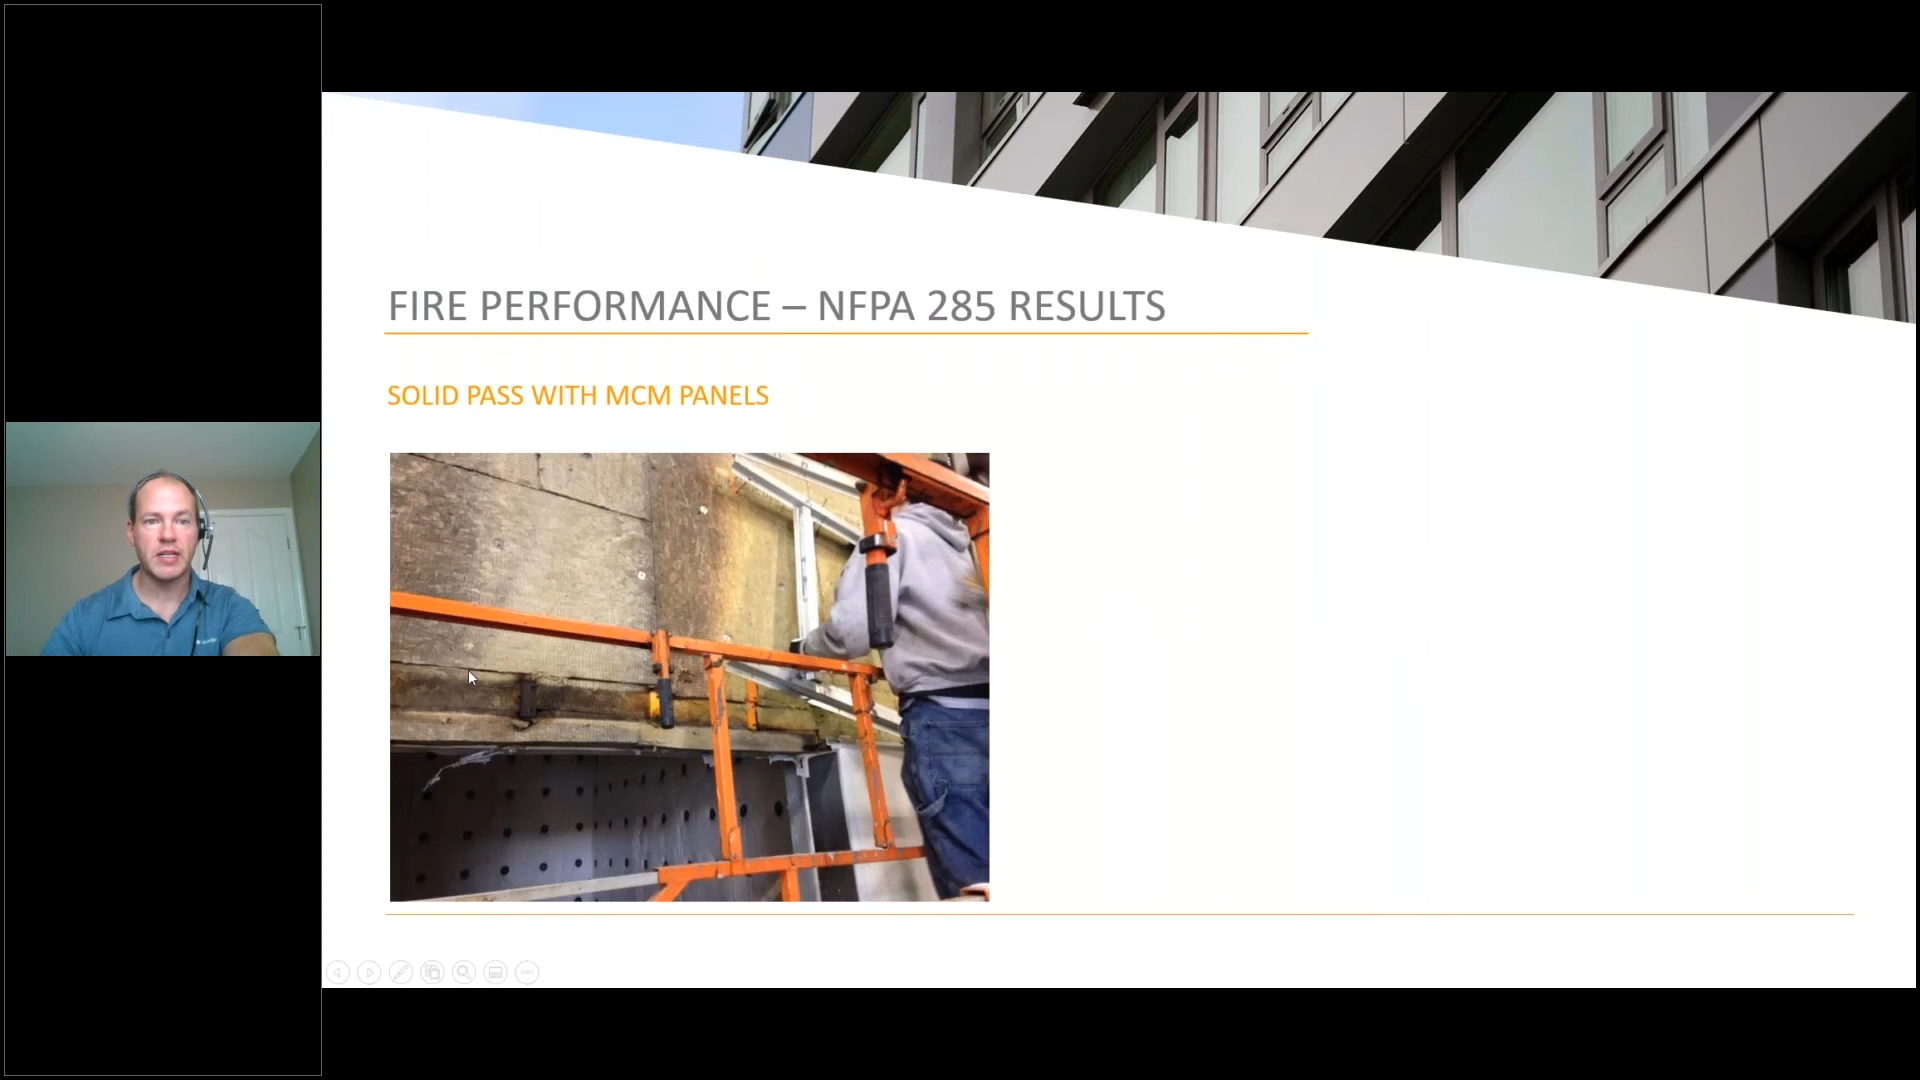 FIRE PERFORMANCE – NFPA 285 RESULTS
SOLID PASS WITH MCM PANELS